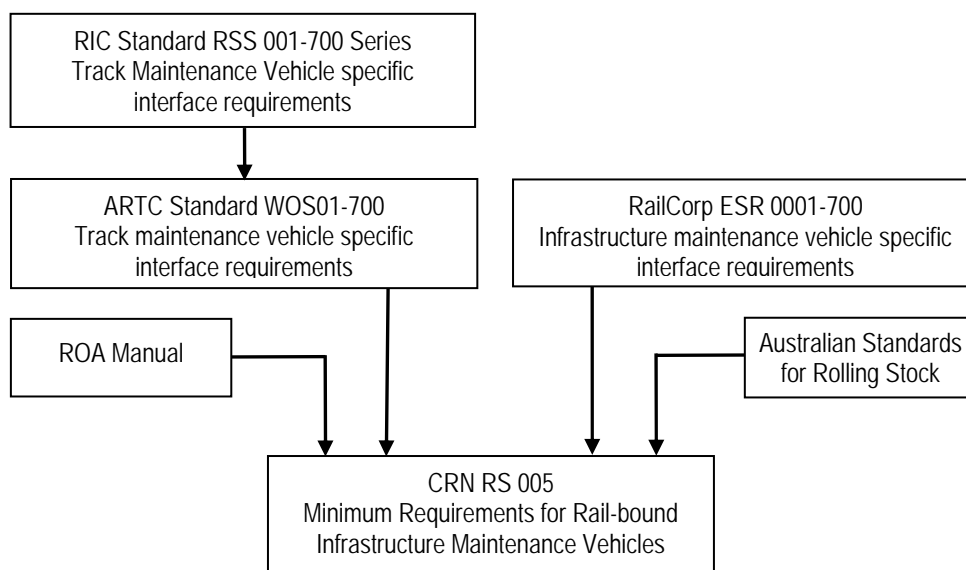 RIC Standard RSS 001-700 Series
Track Maintenance Vehicle specific
interface requirements
ARTC Standard WOS01-700
Track maintenance vehicle specific
interface requirements
RailCorp ESR 0001-700
Infrastructure maintenance vehicle specific
interface requirements
ROA Manual
Australian Standards
for Rolling Stock
CRN RS 005
Minimum Requirements for Rail-bound
Infrastructure Maintenance Vehicles